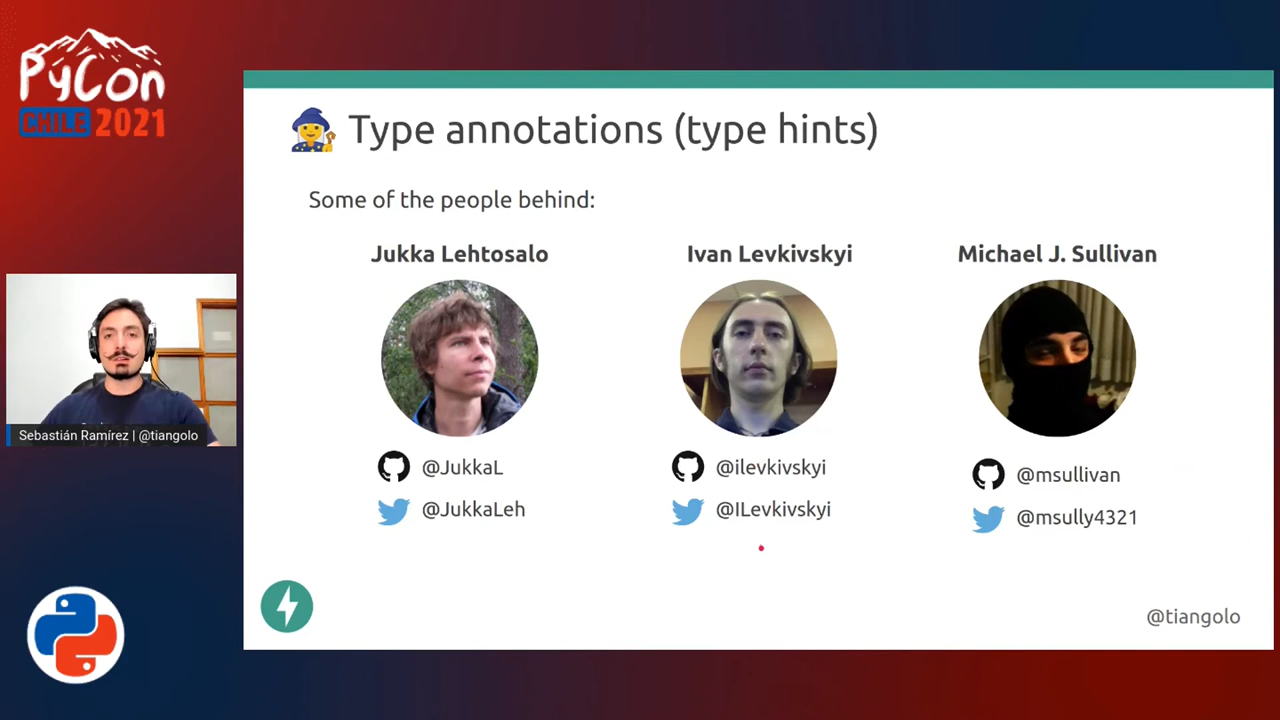 PyCon
CHILE 2021
Type annotations (type hints)
Some of the people behind:
Jukka Lehtosalo
Ivan Levkivskyi
Michael J. Sullivan
@JukkaL
@ilevkivskyi
@msullivan
@JukkaLeh
@ILevkivskyi
@msully4321
Sebastián Ramírez | @tiangolo
@tiangolo